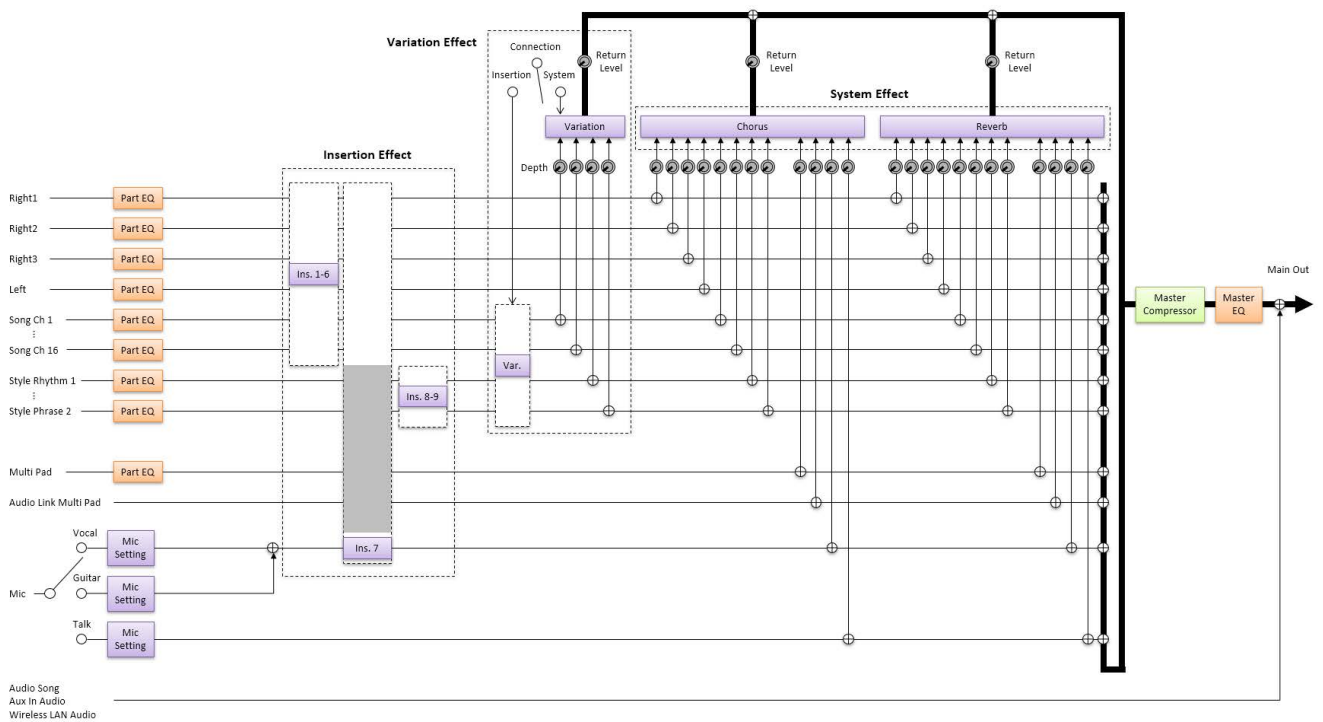 Variation Effect
Connection
Insertion
System
Return
Level
Return
Level
Return
Level
System Effect
Variation
Chorus
Reverb
Insertion Effect
Depth
Right1
Part EQ
Right2
Part EQ
Right3
Part EQ
Ins. 1-6
Left
Part EQ
Main Out
Master
Compressor
Master
EQ
Song Ch 1
Part EQ
Song Ch 16
Part EQ
Var.
Style Rhythm 1
Part EQ
Ins. 8-9
Style Phrase 2
Part EQ
Multi Pad
Part EQ
Audio Link Multi Pad
Vocal
Mic
Setting
Ins. 7
Guitar
Mic
Mic
Setting
Talk
Mic
Setting
Audio Song
Aux In Audio
Wireless LAN Audio